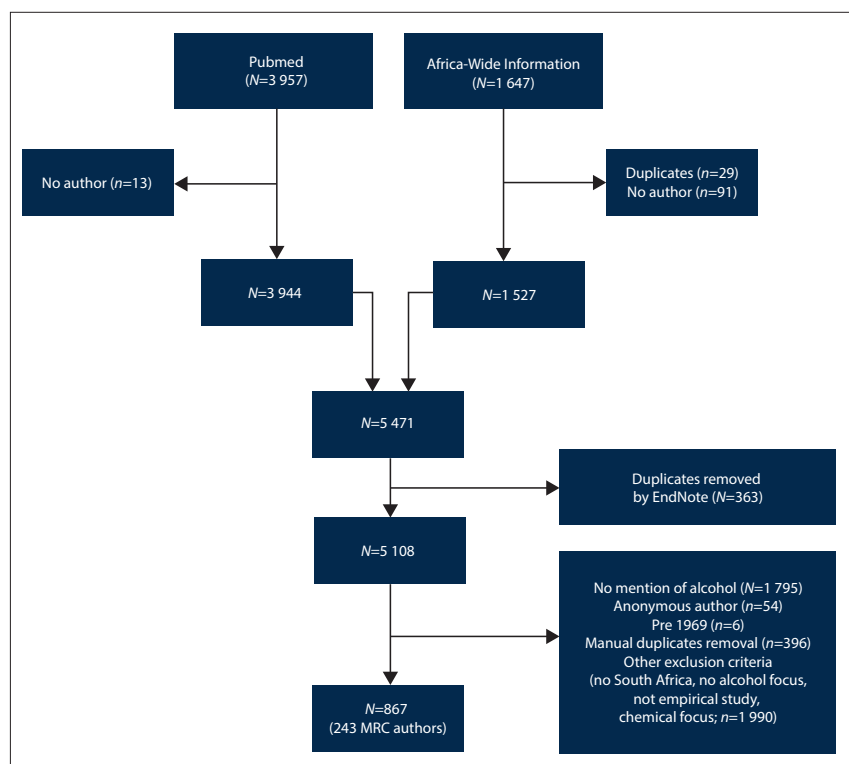 Pubmed
(N=3 957)
Africa-Wide Information
(N=1 647)
No author (n=13)
Duplicates (n=29)
No author (n=91)
N=3 944
N=1 527
N=5 471
Duplicates removed
by EndNote (N=363)
N=5 108
No mention of alcohol (N=1 795)
Anonymous author (n=54)
Pre 1969 (n=6)
Manual duplicates removal (n=396)
Other exclusion criteria
(no South Africa, no alcohol focus,
not empirical study,
chemical focus; n=1 990)
N=867
(243 MRC authors)